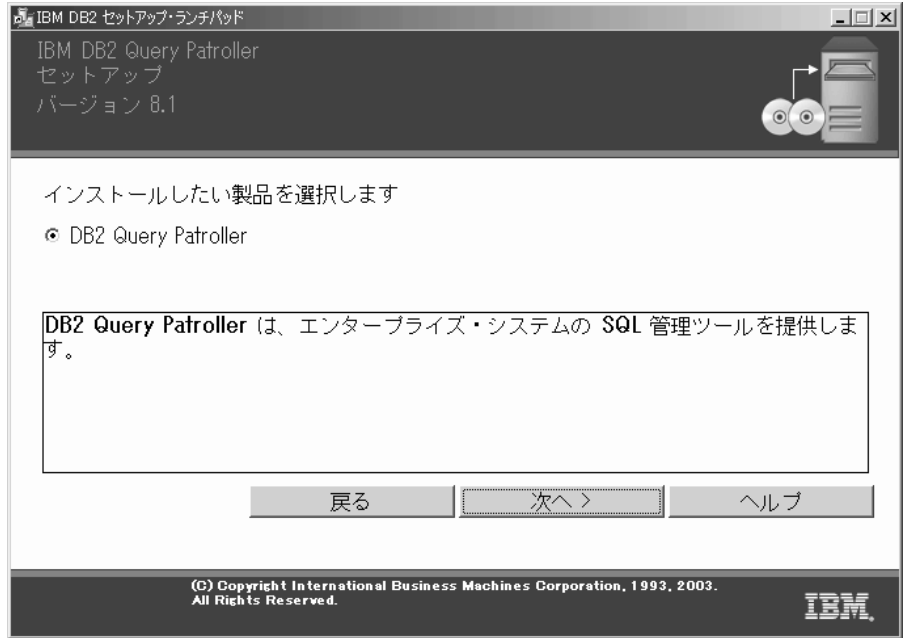 IBM DB2 セットアップ・ランチパッド
IBM DB2 Query Patroller
セットアップ
バージョン 8.1
インストールしたい製品を選択します
DB2 Query Patroller
DB2 Query Patroller は、エンタープライズ・システムの SQL 管理ツールを提供しま
す。
戻る
次へ >
ヘルプ
(C) Copyright International Business Machines Corporation, 1993, 2003.
All Rights Reserved.
IBM.